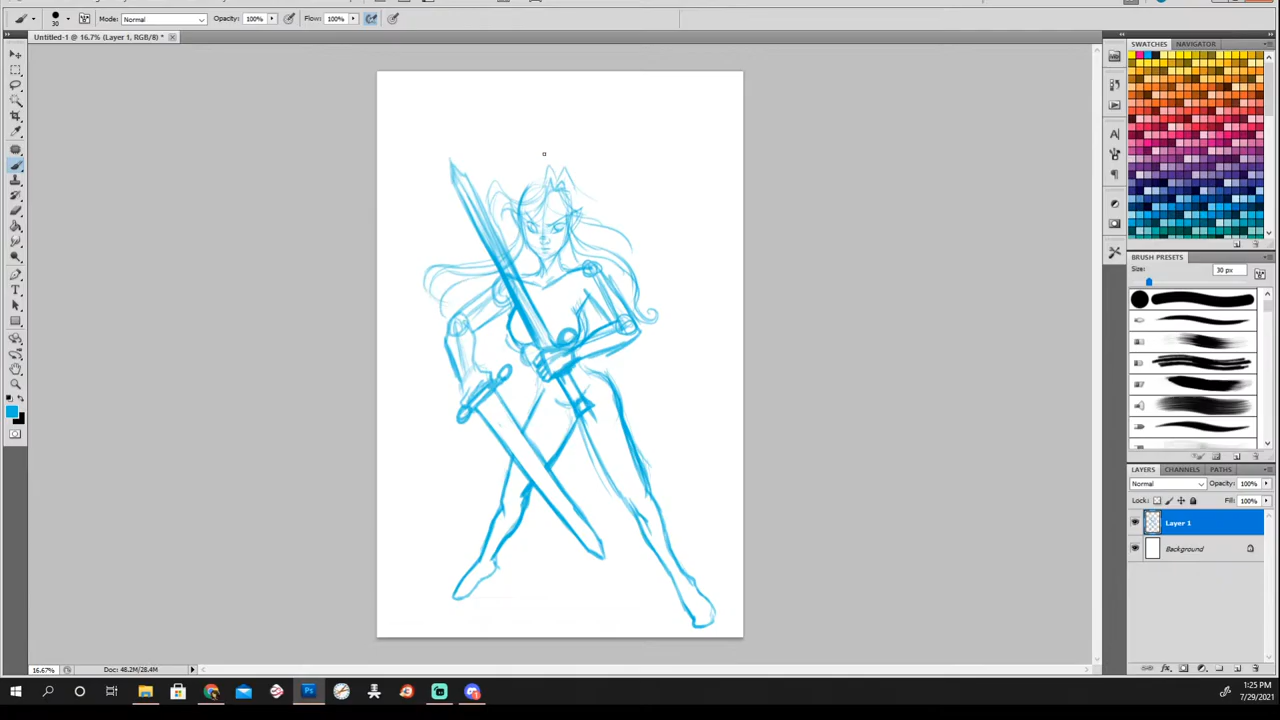 30
Mode: Normal
Opacity: 100%
Flow: 100%
Untitled-1 @ 16.7% (Layer 1, RGB/8) *
SWATCHES
NAVIGATOR
BRUSH PRESETS
Size:
30 px
LAYERS
CHANNELS
PATHS
Normal
Opacity: 100%
Lock:
Fill: 100%
Layer 1
Background
16.67%
Doc: 48.2M/28.4M
1:25 PM
7/29/2021